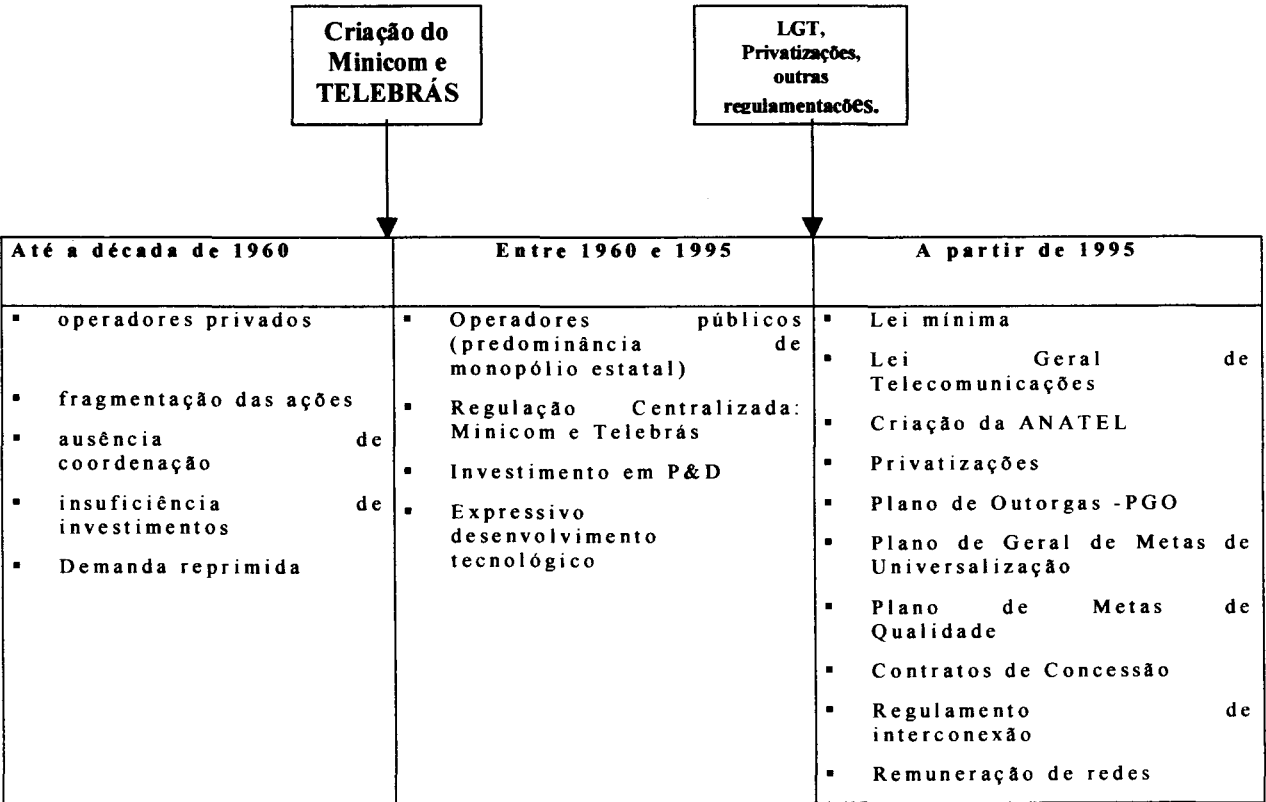 Criação do
Minicom e
TELEBRÁS
LGT,
Privatizações,
outras
regulamentacões.
Até a década de 1960
Entre 1960 e 1995
A partir de 1995
▪ operadores privados
▪ fragmentação das ações
▪ ausência de
coordenação
▪ insuficiência de
investimentos
▪ Demanda reprimida
▪ Operadores públicos
(predominância de
monopólio estatal)
▪ Regulação Centralizada:
Minicom e Telebrás
▪ Investimento em P&D
▪ Expressivo
desenvolvimento
tecnológico
▪ Lei mínima
▪ Lei Geral de
Telecomunicações
▪ Criação da ANATEL
▪ Privatizações
▪ Plano de Outorgas -PGO
▪ Plano de Geral de Metas de
Universalização
▪ Plano de Metas de
Qualidade
▪ Contratos de Concessão
▪ Regulamento de
interconexão
▪ Remuneração de redes